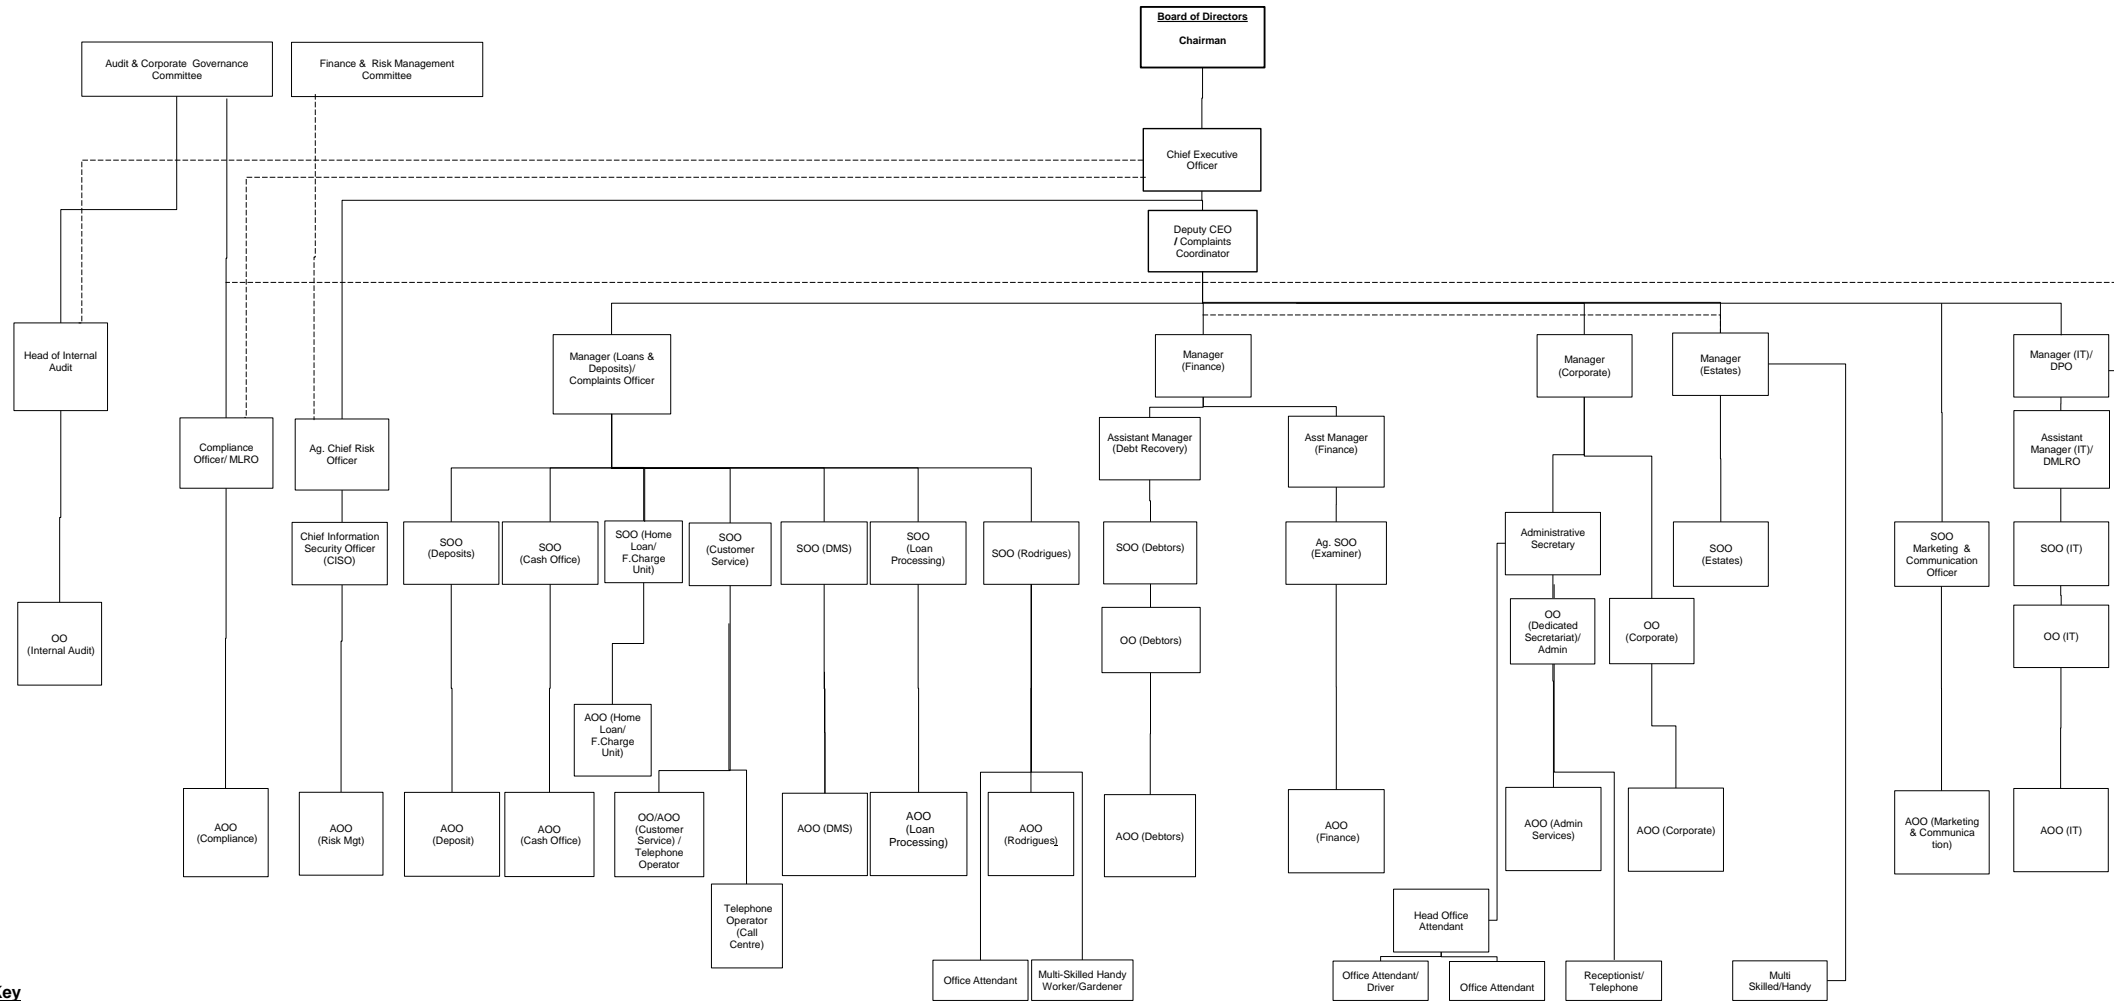 Board of Directors
Chairman
Audit & Corporate Governance
Committee
Finance & Risk Management
Committee
Chief Executive
Officer
Deputy CEO
/ Complaints
Coordinator
Head of Internal
Audit
Manager (Loans &
Deposits)/
Complaints Officer
Manager
(Finance)
Manager
(Corporate)
Manager
(Estates)
Manager (IT)/
DPO
Compliance
Officer/ MLRO
Ag. Chief Risk
Officer
Assistant Manager
(Debt Recovery)
Asst Manager
(Finance)
Assistant
Manager (IT)/
DMLRO
Chief Information
Security Officer
(CISO)
SOO
(Deposits)
SOO
(Cash Office)
SOO (Home
Loan/
F.Charge
Unit)
SOO
(Customer
Service)
SOO (DMS)
SOO
(Loan
Processing)
SOO (Rodrigues)
SOO (Debtors)
Ag. SOO
(Examiner)
Administrative
Secretary
SOO
(Estates)
SOO
Marketing &
Communication
Officer
SOO (IT)
OO
(Internal Audit)
OO (Debtors)
OO
(Dedicated
Secretariat)/
Admin
OO
(Corporate)
OO (IT)
AOO (Home
Loan/
F.Charge
Unit)
AOO
(Compliance)
AOO
(Risk Mgt)
AOO
(Deposit)
AOO
(Cash Office)
OO/AOO
(Customer
Service) /
Telephone
Operator
AOO (DMS)
AOO
(Loan
Processing)
AOO
(Rodrigues)
AOO (Debtors)
AOO
(Finance)
AOO (Admin
Services)
AOO (Corporate)
AOO (Marketing
& Communica
tion)
AOO (IT)
Telephone
Operator
(Call
Centre)
Head Office
Attendant
Office Attendant
Multi-Skilled Handy
Worker/Gardener
Office Attendant/
Driver
Office Attendant
Receptionist/
Telephone
Multi
Skilled/Handy
Key